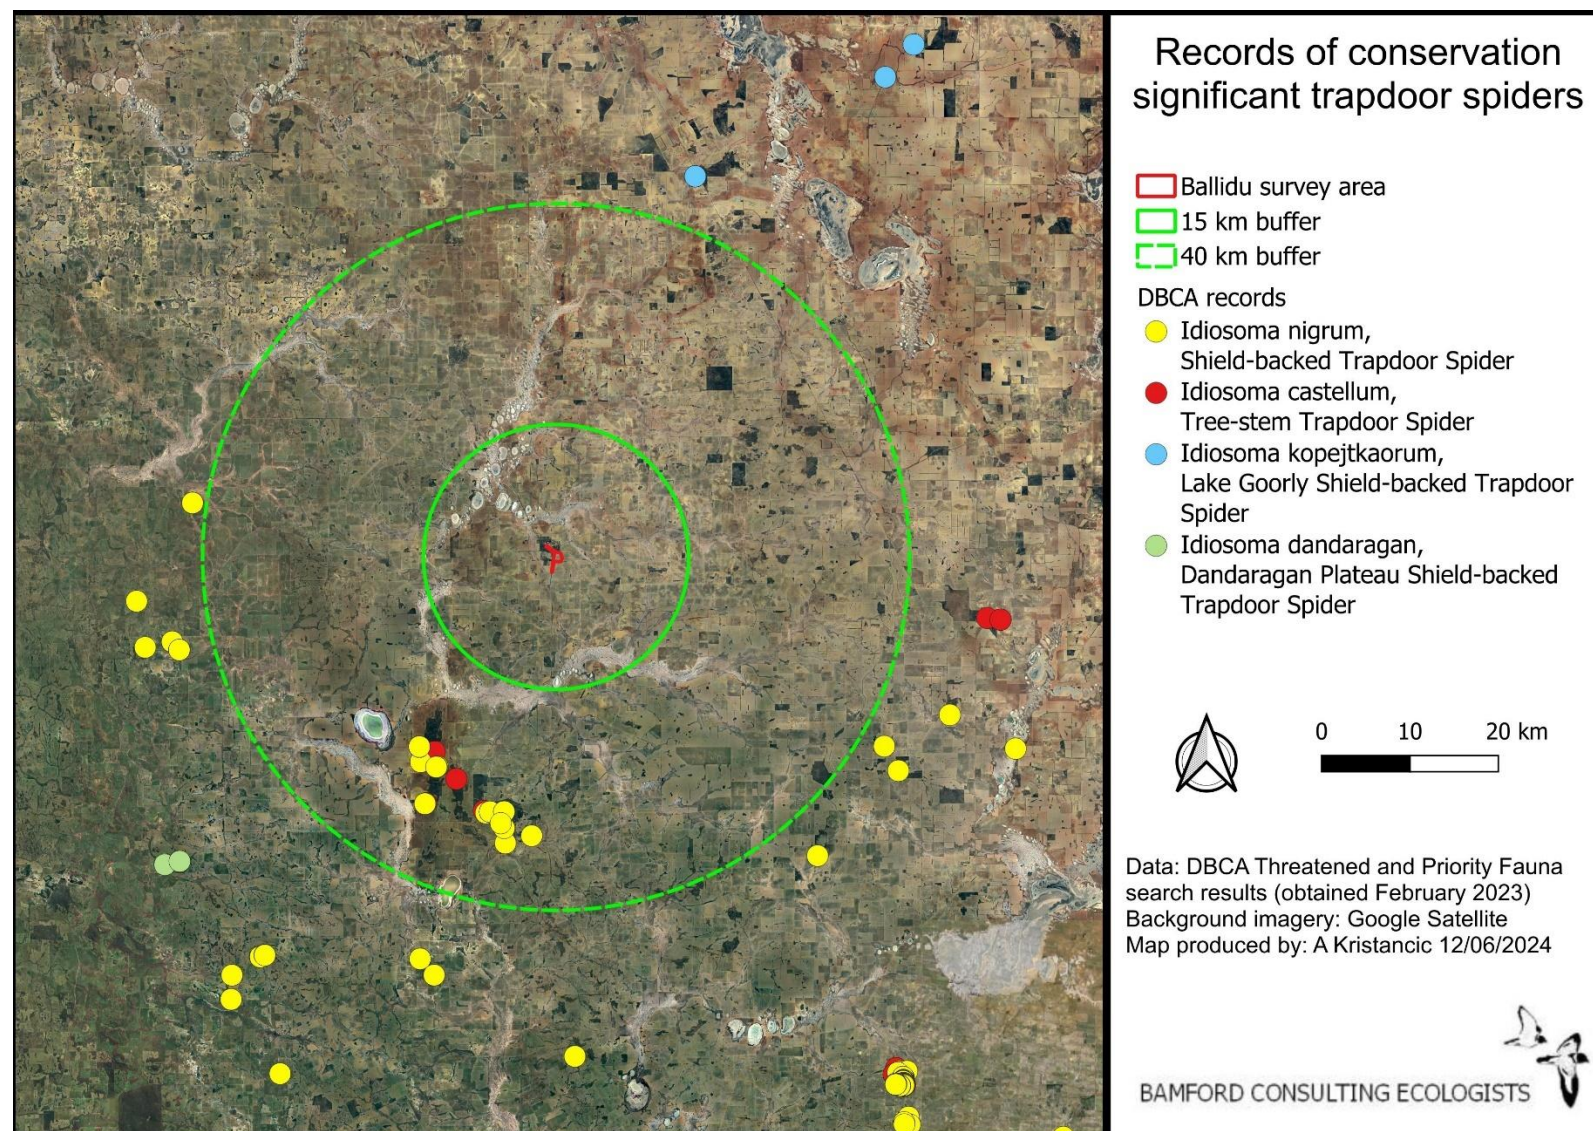 Records of conservation
significant trapdoor spiders
Ballidu survey area
15 km buffer
40 km buffer
DBCA records
Idiosoma nigrum,
Shield-backed Trapdoor Spider
Idiosoma castellum,
Tree-stem Trapdoor Spider
Idiosoma kopejtkaorum,
Lake Goorly Shield-backed Trapdoor
Spider
Idiosoma dandaragan,
Dandaragan Plateau Shield-backed
Trapdoor Spider
0 10 20 km
Data: DBCA Threatened and Priority Fauna
search results (obtained February 2023)
Background imagery: Google Satellite
Map produced by: A Kristancic 12/06/2024
BAMFORD CONSULTING ECOLOGISTS